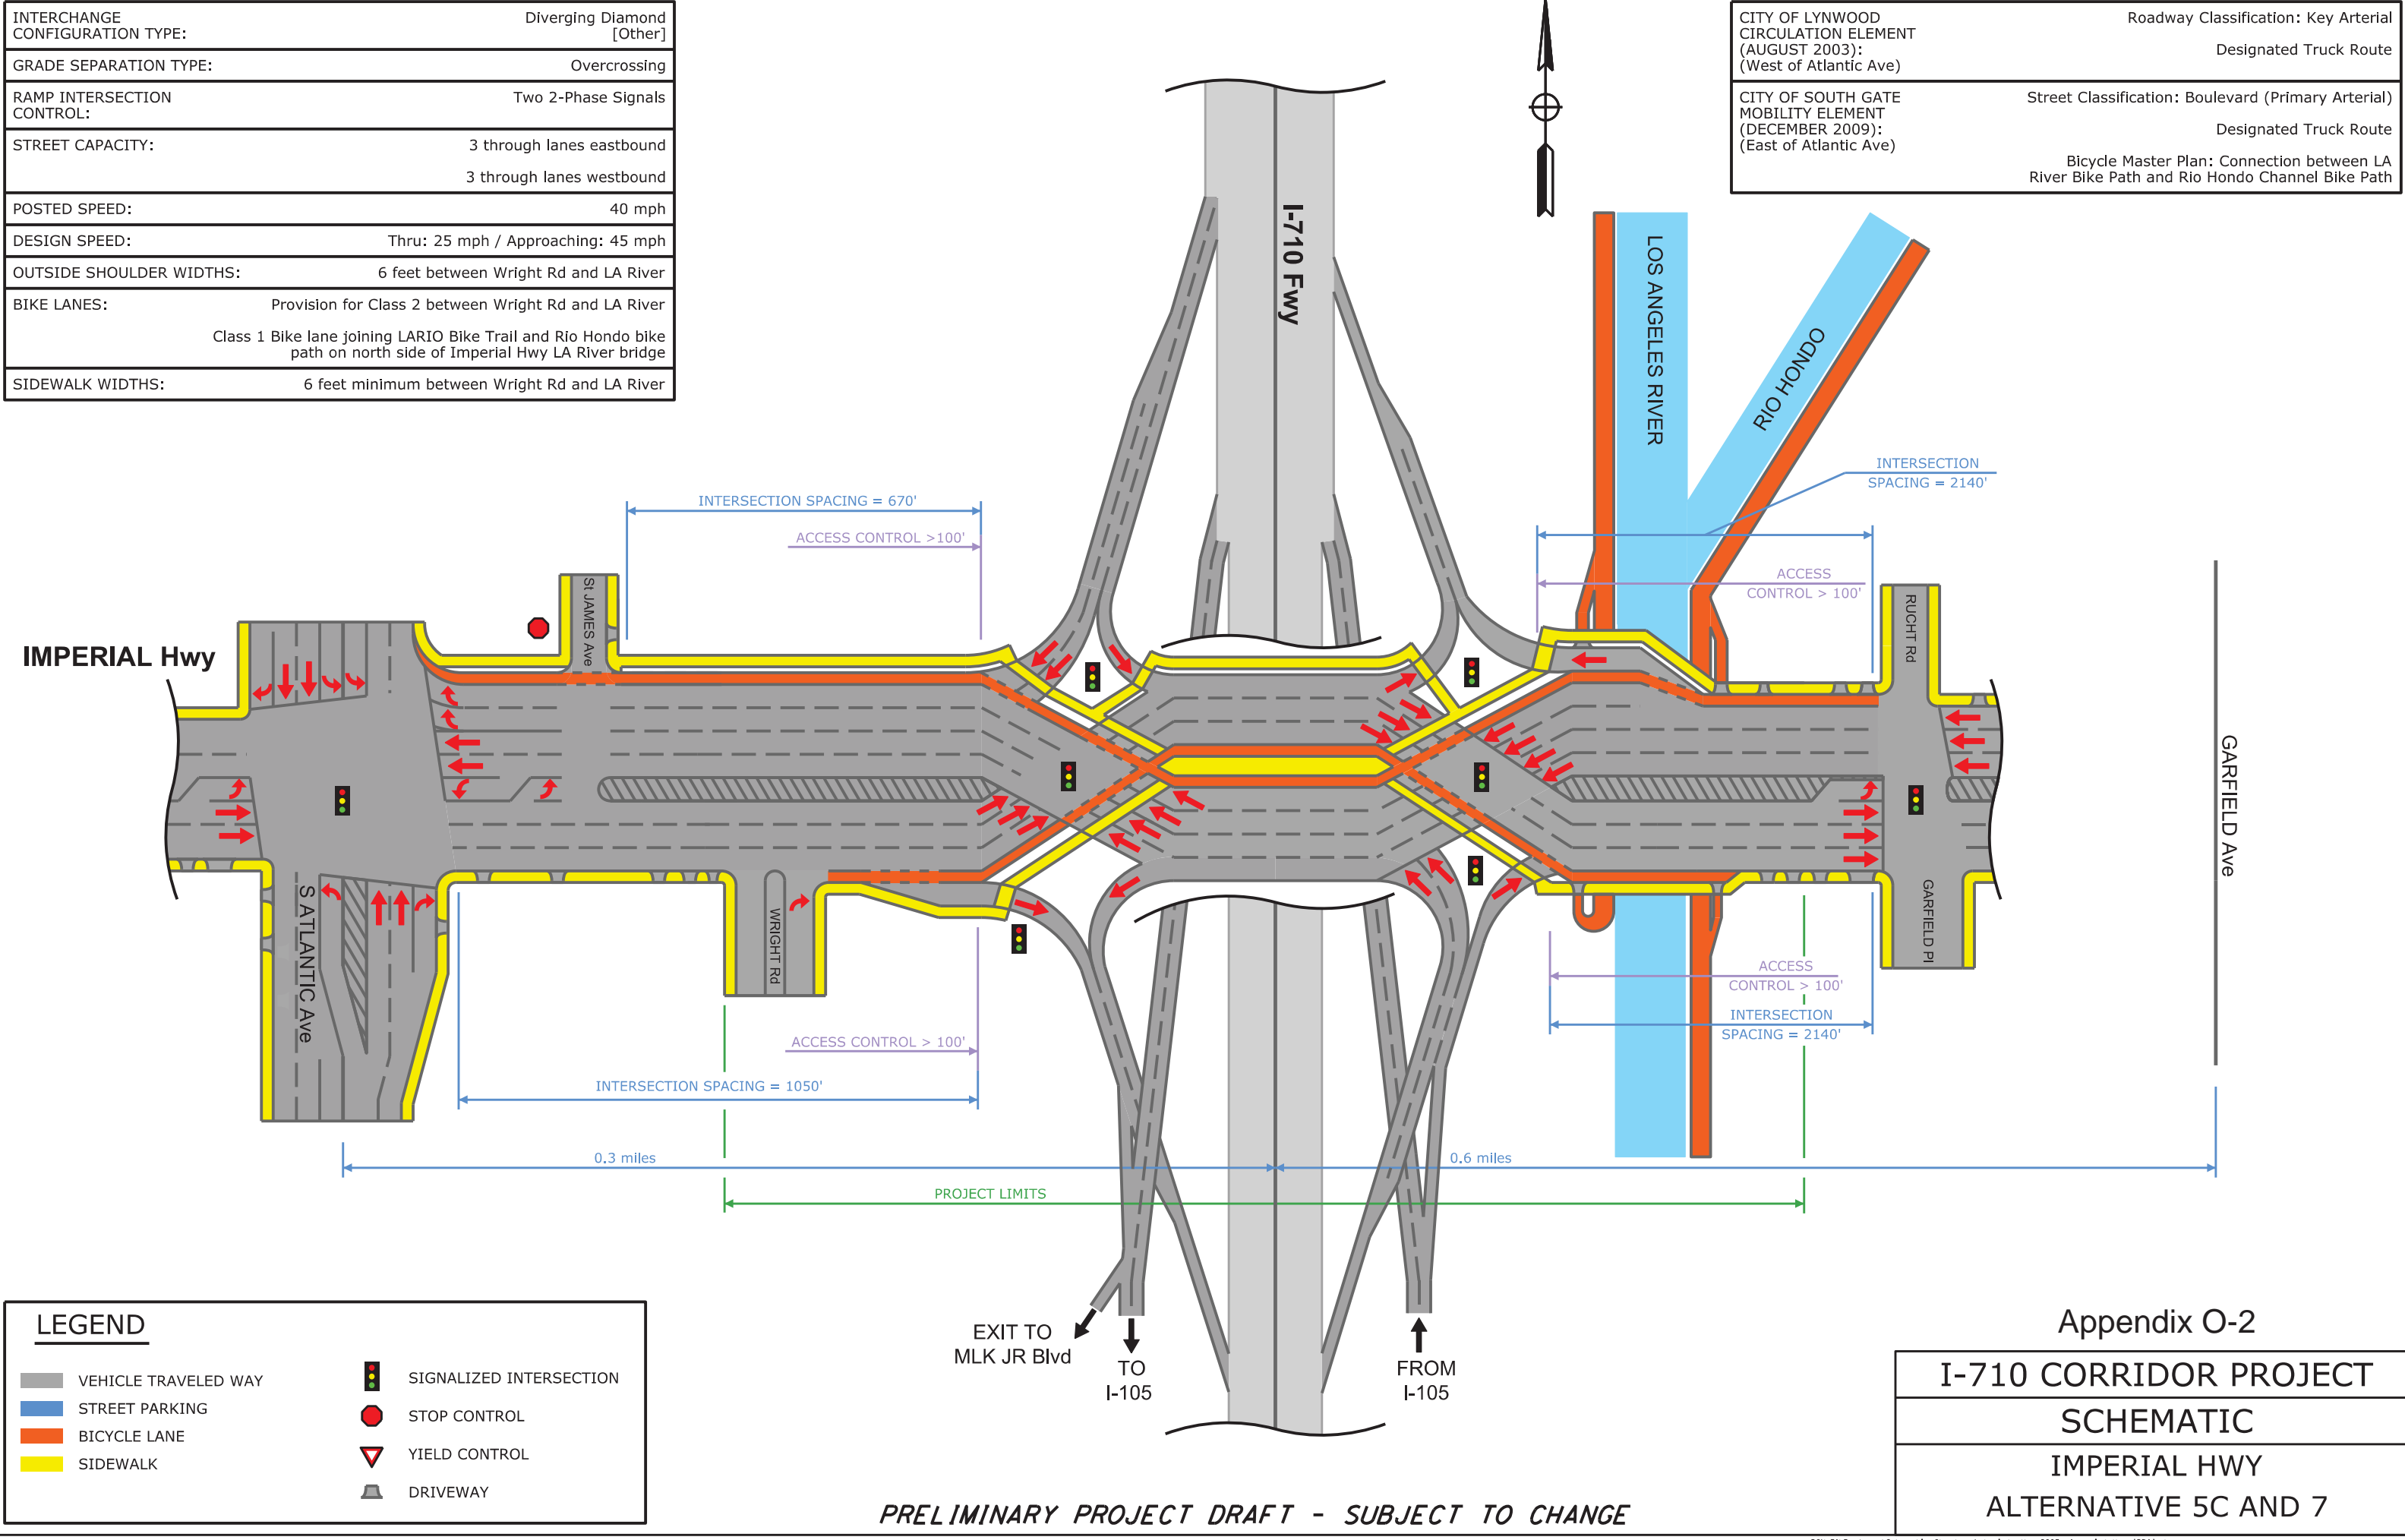 INTERCHANGE Diverging Diamond
CONFIGURATION TYPE: [Other]
GRADE SEPARATION TYPE: Overcrossing
RAMP INTERSECTION Two 2-Phase Signals
CONTROL:
STREET CAPACITY: 3 through lanes eastbound
3 through lanes westbound
POSTED SPEED: 40 mph
DESIGN SPEED: Thru: 25 mph / Approaching: 45 mph
OUTSIDE SHOULDER WIDTHS: 6 feet between Wright Rd and LA River
BIKE LANES: Provision for Class 2 between Wright Rd and LA River
Class 1 Bike lane joining LARIO Bike Trail and Rio Hondo bike
path on north side of Imperial Hwy LA River bridge
SIDEWALK WIDTHS: 6 feet minimum between Wright Rd and LA River
CITY OF LYNWOOD Roadway Classification: Key Arterial
CIRCULATION ELEMENT
(AUGUST 2003): Designated Truck Route
(West of Atlantic Ave)
CITY OF SOUTH GATE Street Classification: Boulevard (Primary Arterial)
MOBILITY ELEMENT
(DECEMBER 2009): Designated Truck Route
(East of Atlantic Ave)
Bicycle Master Plan: Connection between LA
River Bike Path and Rio Hondo Channel Bike Path
I-710 Fwy
LOS ANGELES RIVER
RIO HONDO
INTERSECTION
SPACING = 2140'
INTERSECTION SPACING = 670'
ACCESS CONTROL >100'
ACCESS
CONTROL > 100'
St JAMES Ave
RUCHT Rd
IMPERIAL Hwy
GARFIELD Ave
S ATLANTIC Ave
WRIGHT Rd
GARFIELD Pl
ACCESS
CONTROL > 100'
INTERSECTION
SPACING = 2140'
ACCESS CONTROL > 100'
INTERSECTION SPACING = 1050'
0.3 miles
0.6 miles
PROJECT LIMITS
EXIT TO
MLK JR Blvd
TO
I-105
FROM
I-105
LEGEND
VEHICLE TRAVELED WAY
STREET PARKING
BICYCLE LANE
SIDEWALK
SIGNALIZED INTERSECTION
STOP CONTROL
YIELD CONTROL
DRIVEWAY
Appendix O-2
I-710 CORRIDOR PROJECT
SCHEMATIC
IMPERIAL HWY
ALTERNATIVE 5C AND 7
PRELIMINARY PROJECT DRAFT - SUBJECT TO CHANGE